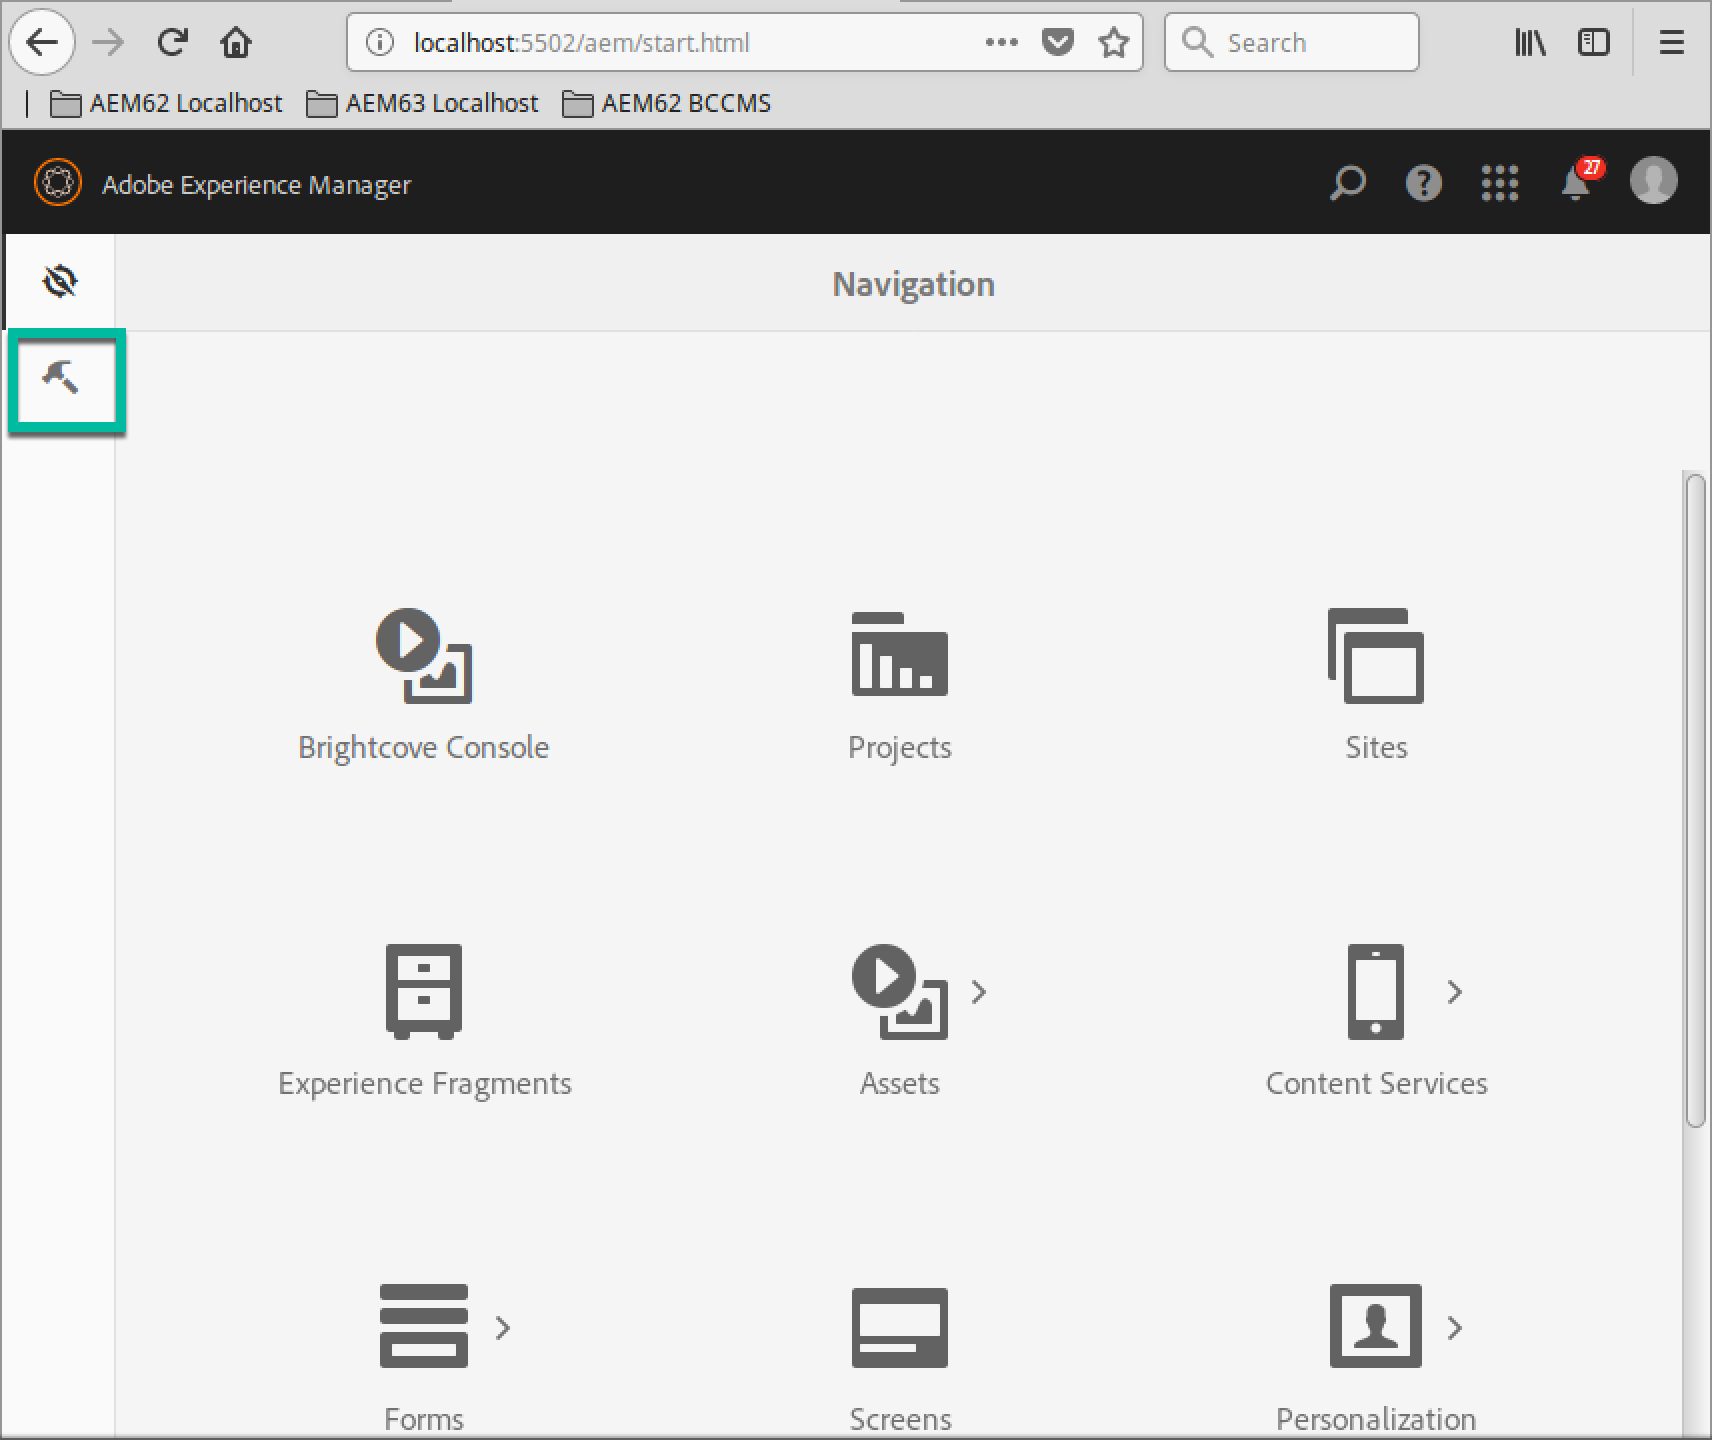 localhost:5502/aem/start.html
Search
AEM62 Localhost
AEM63 Localhost
AEM62 BCCMS
Adobe Experience Manager
27
Navigation
Brightcove Console
Projects
Sites
Experience Fragments
Assets
Content Services
Forms
Screens
Personalization